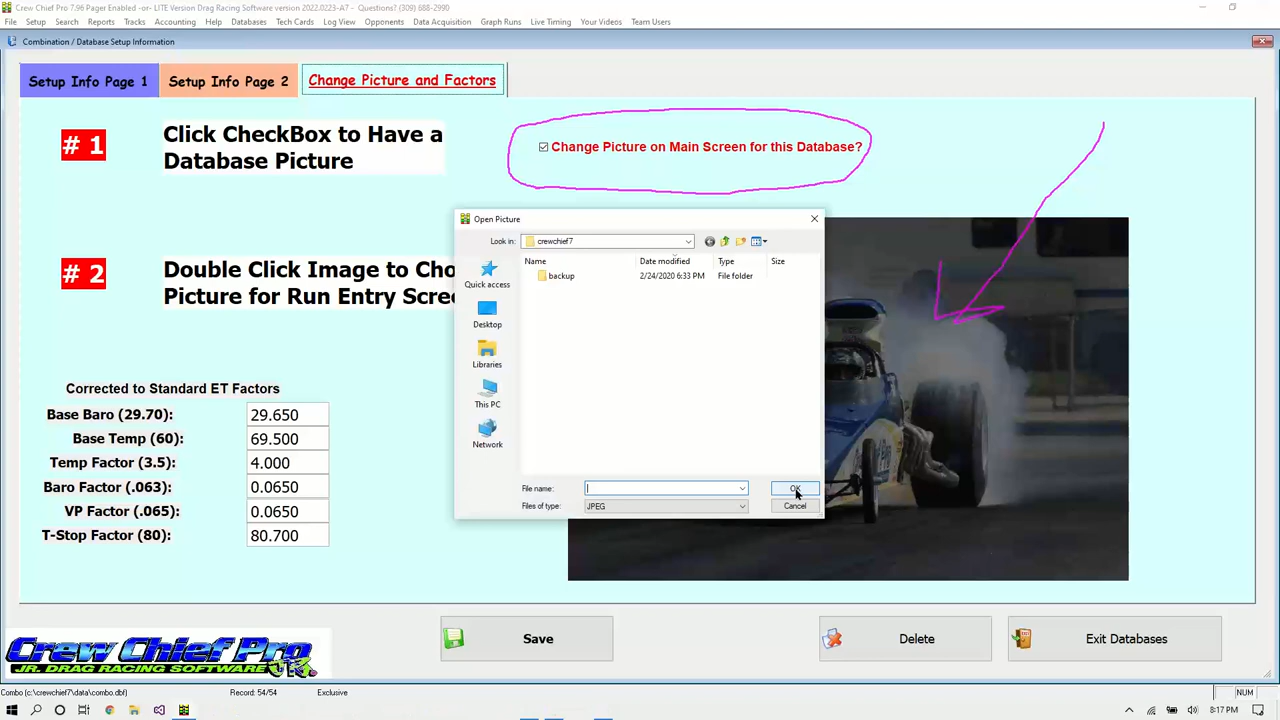 Crew Chief Pro 7.96 Pager Enabled -or- LITE Version Drag Racing Software version 2022.0223-A7 - Questions? (309) 688-2990
File Setup Search Reports Tracks Accounting Help Databases Tech Cards Log View Opponents Data Acquisition Graph Runs Live Timing Your Videos Team Users
Combination / Database Setup Information
Setup Info Page 1 Setup Info Page 2 Change Picture and Factors
# 1 Click CheckBox to Have a
Database Picture
Change Picture on Main Screen for this Database?
# 2 Double Click Image to Cho
Picture for Run Entry Scree
Open Picture
Look in: crewchief7
Name Date modified Type Size
backup 2/24/2020 6:33 PM File folder
Quick access
Desktop
Libraries
This PC
Network
File name: OK
Files of type: JPEG Cancel
Corrected to Standard ET Factors
Base Baro (29.70): 29.650
Base Temp (60): 69.500
Temp Factor (3.5): 4.000
Baro Factor (.063): 0.0650
VP Factor (.065): 0.0650
T-Stop Factor (80): 80.700
Save Delete Exit Databases
Crew Chief Pro
JR. DRAG RACING SOFTWARE
Combo (c:\crewchief7\data\combo.dbf) Record: 54/54 Exclusive NUM
8:17 PM